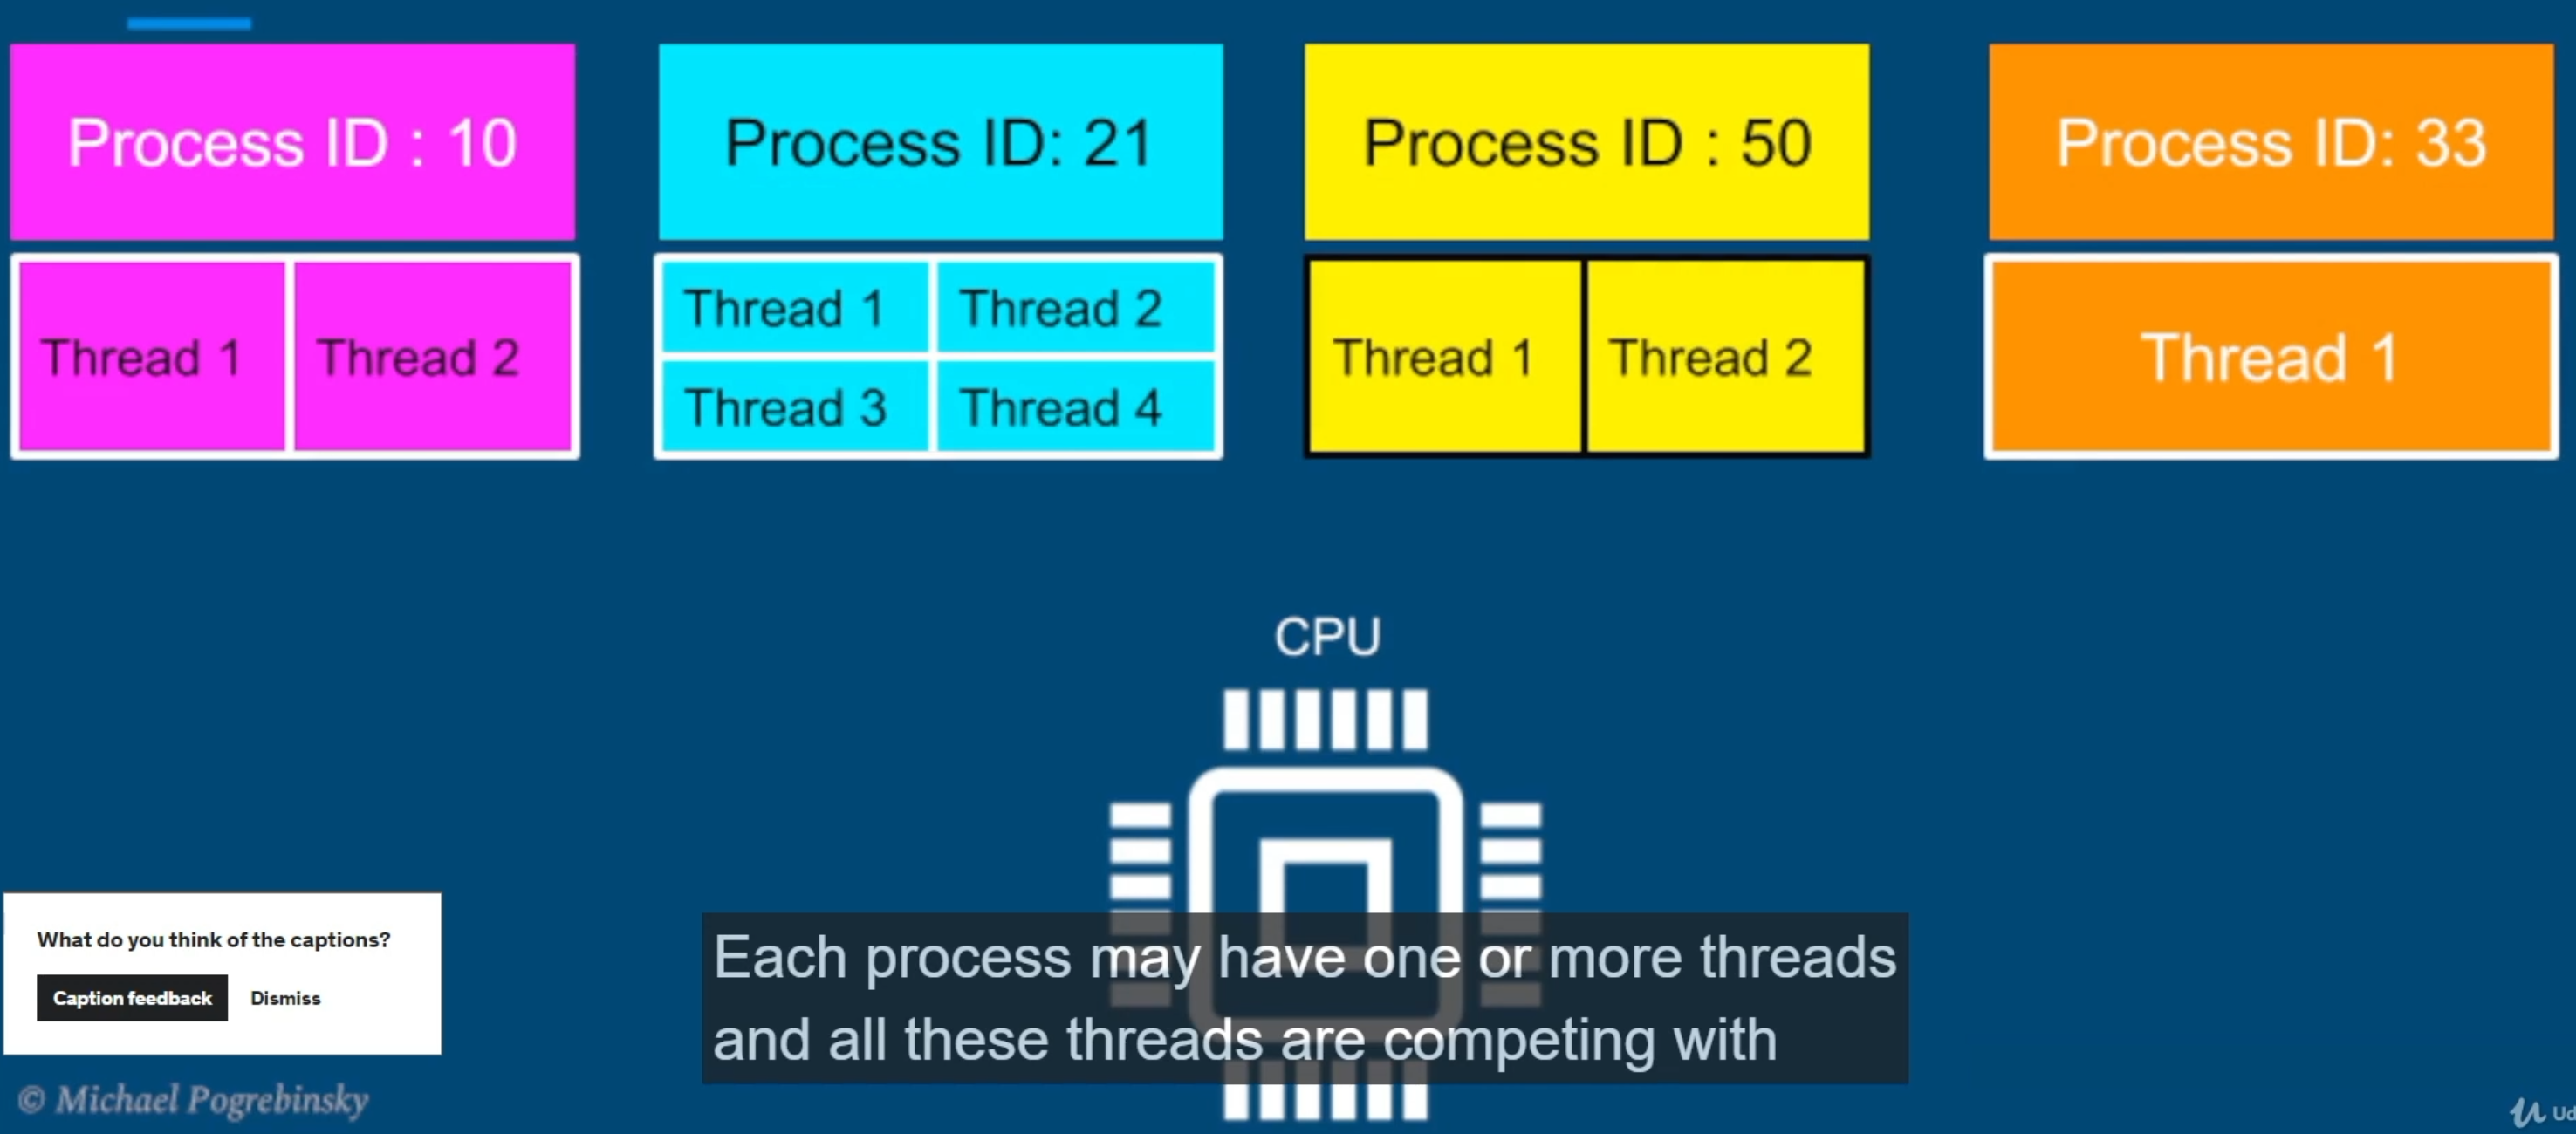 Process ID : 10
Process ID: 21
Process ID : 50
Process ID: 33
Thread 1
Thread 2
Thread 1
Thread 2
Thread 3
Thread 4
Thread 1
Thread 2
Thread 1
CPU
What do you think of the captions?
Caption feedback
Dismiss
Each process may have one or more threads
and all these threads are competing with
© Michael Pogrebinsky
Ud